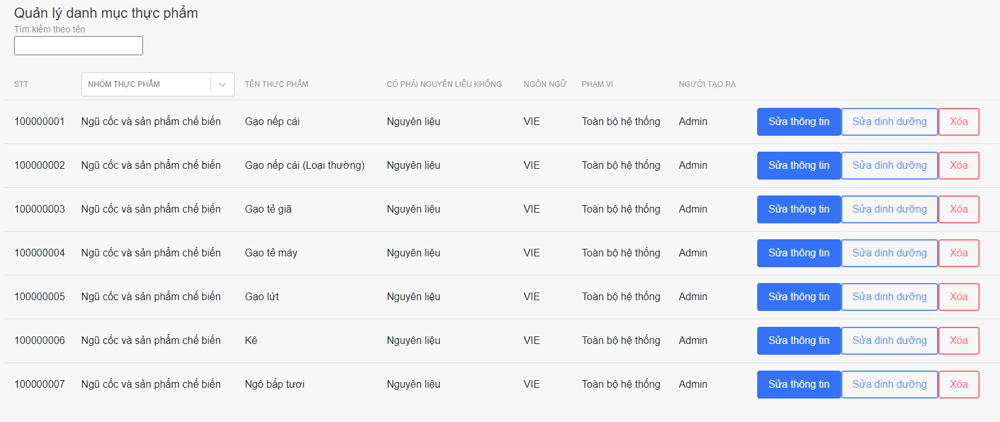 Quản lý danh mục thực phẩm
Tìm kiếm theo tên
STT NHÓM THỰC PHẨM TÊN THỰC PHẨM CÓ PHẢI NGUYÊN LIỆU KHÔNG NGÔN NGỮ PHẠM VI NGƯỜI TẠO RA
100000001 Ngũ cốc và sản phẩm chế biến Gạo nếp cái Nguyên liệu VIE Toàn bộ hệ thống Admin Sửa thông tin Sửa dinh dưỡng Xóa
100000002 Ngũ cốc và sản phẩm chế biến Gạo nếp cái (Loại thường) Nguyên liệu VIE Toàn bộ hệ thống Admin Sửa thông tin Sửa dinh dưỡng Xóa
100000003 Ngũ cốc và sản phẩm chế biến Gạo tẻ giã Nguyên liệu VIE Toàn bộ hệ thống Admin Sửa thông tin Sửa dinh dưỡng Xóa
100000004 Ngũ cốc và sản phẩm chế biến Gạo tẻ máy Nguyên liệu VIE Toàn bộ hệ thống Admin Sửa thông tin Sửa dinh dưỡng Xóa
100000005 Ngũ cốc và sản phẩm chế biến Gạo lứt Nguyên liệu VIE Toàn bộ hệ thống Admin Sửa thông tin Sửa dinh dưỡng Xóa
100000006 Ngũ cốc và sản phẩm chế biến Kê Nguyên liệu VIE Toàn bộ hệ thống Admin Sửa thông tin Sửa dinh dưỡng Xóa
100000007 Ngũ cốc và sản phẩm chế biến Ngô bắp tươi Nguyên liệu VIE Toàn bộ hệ thống Admin Sửa thông tin Sửa dinh dưỡng Xóa